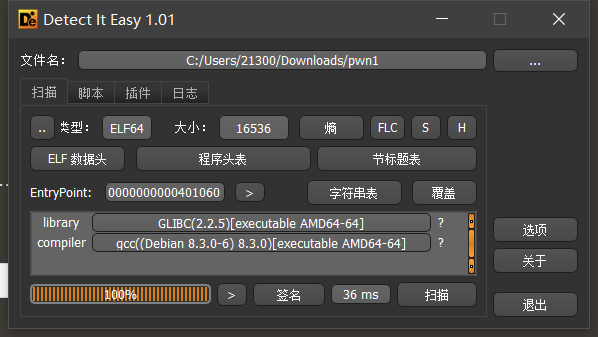 Detect It Easy 1.01
文件名: C:/Users/21300/Downloads/pwn1 ...
扫描 脚本 插件 日志
.. 类型: ELF64 大小: 16536 熵 FLC S H
ELF 数据头 程序头表 节标题表
EntryPoint: 0000000000401060 > 字符串表 覆盖
library GLIBC(2.2.5)[executable AMD64-64] ?
compiler gcc((Debian 8.3.0-6) 8.3.0)[executable AMD64-64] ?
选项
关于
100% > 签名 36 ms 扫描
退出